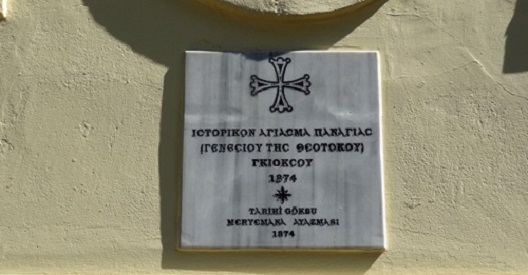 ΙΣΤΟΡΙΚΟΝ ΑΓΙΑΣΜΑ ΠΑΝΑΓΙΑΣ
(ΓΕΝΕΣΙΟΥ ΤΗΣ ΘΕΟΤΟΚΟΥ)
ΓΚΙΟΚΣΟΥ
1874
TARİHİ GÖKSU
MERYEMANA AYAZMASI
1874